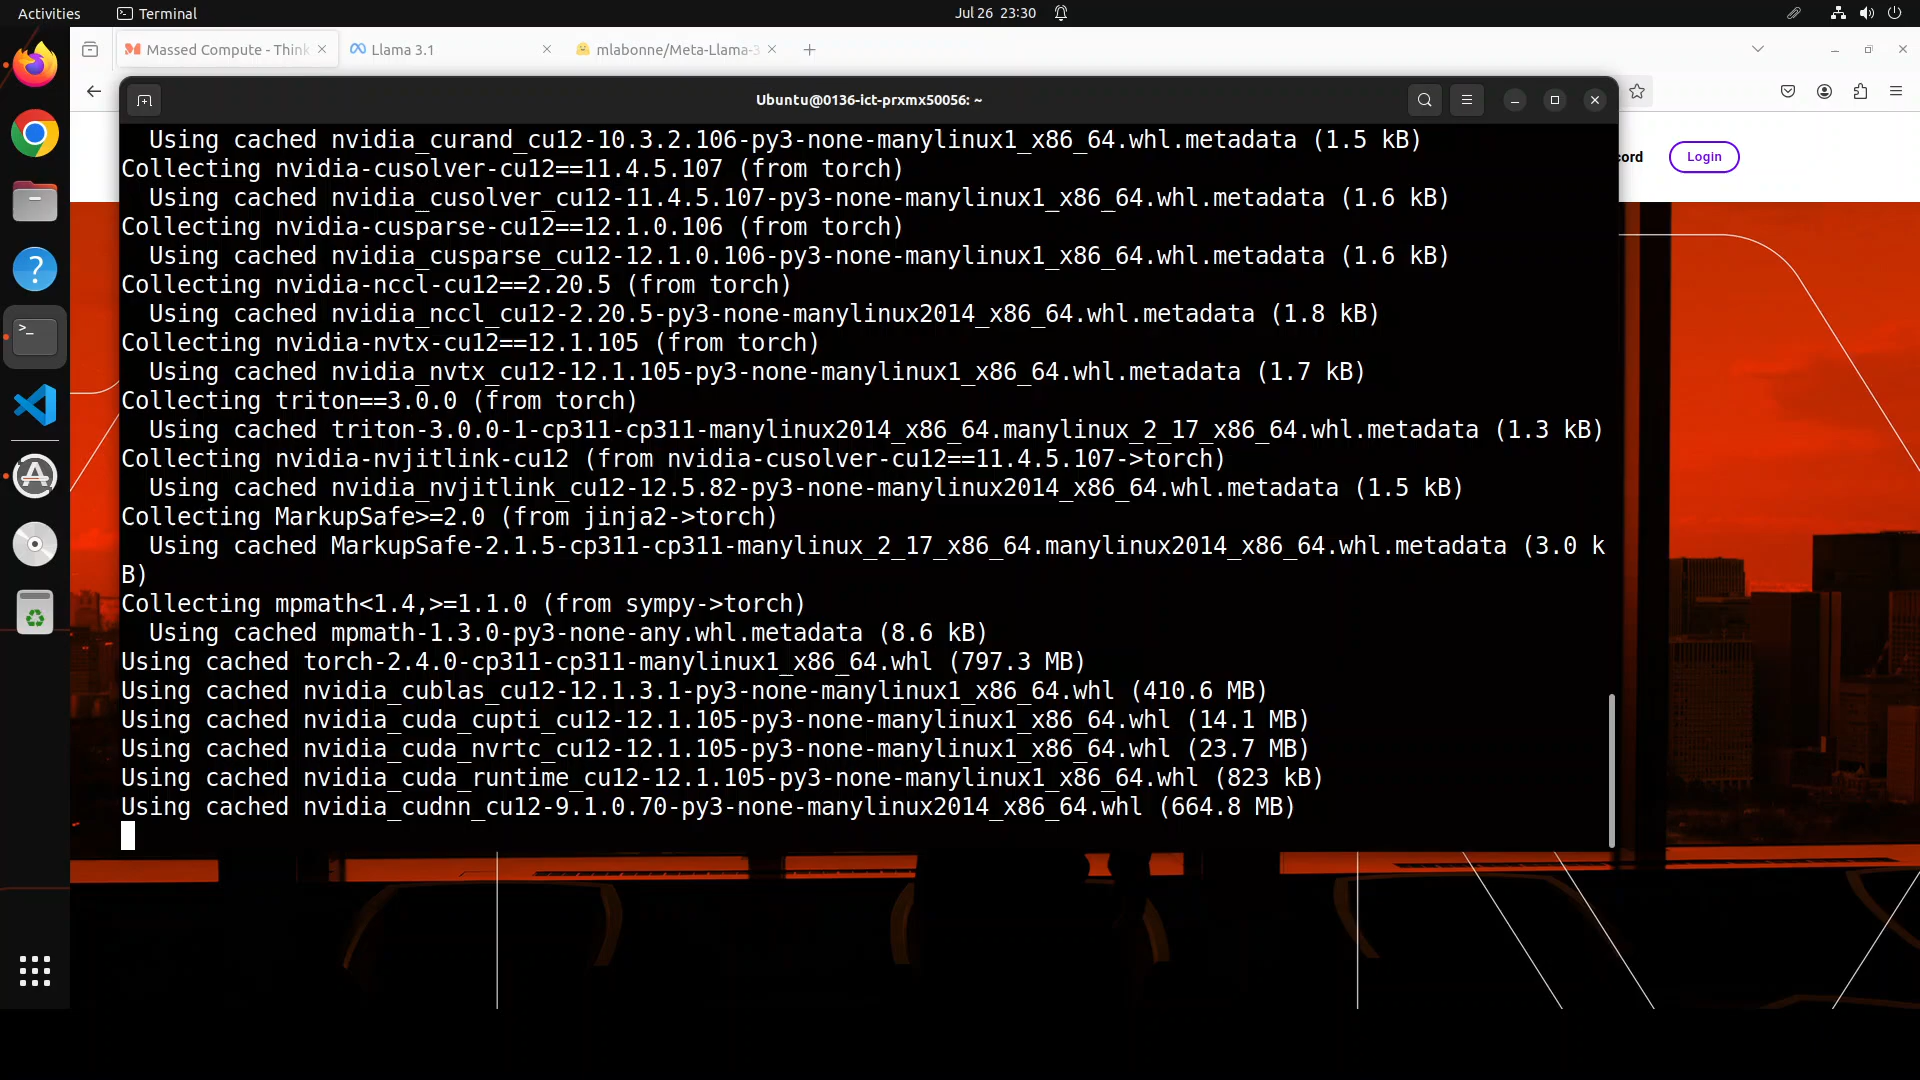 Activities
Terminal
Jul 26 23:30
Massed Compute - Think
Llama 3.1
mlabonne/Meta-Llama-3
Ubuntu@0136-ict-prxmx50056: ~
cord
Login
Using cached nvidia_curand_cu12-10.3.2.106-py3-none-manylinux1_x86_64.whl.metadata (1.5 kB)
Collecting nvidia-cusolver-cu12==11.4.5.107 (from torch)
Using cached nvidia_cusolver_cu12-11.4.5.107-py3-none-manylinux1_x86_64.whl.metadata (1.6 kB)
Collecting nvidia-cusparse-cu12==12.1.0.106 (from torch)
Using cached nvidia_cusparse_cu12-12.1.0.106-py3-none-manylinux1_x86_64.whl.metadata (1.6 kB)
Collecting nvidia-nccl-cu12==2.20.5 (from torch)
Using cached nvidia_nccl_cu12-2.20.5-py3-none-manylinux2014_x86_64.whl.metadata (1.8 kB)
Collecting nvidia-nvtx-cu12==12.1.105 (from torch)
Using cached nvidia_nvtx_cu12-12.1.105-py3-none-manylinux1_x86_64.whl.metadata (1.7 kB)
Collecting triton==3.0.0 (from torch)
Using cached triton-3.0.0-1-cp311-cp311-manylinux2014_x86_64.manylinux_2_17_x86_64.whl.metadata (1.3 kB)
Collecting nvidia-nvjitlink-cu12 (from nvidia-cusolver-cu12==11.4.5.107->torch)
Using cached nvidia_nvjitlink_cu12-12.5.82-py3-none-manylinux2014_x86_64.whl.metadata (1.5 kB)
Collecting MarkupSafe>=2.0 (from jinja2->torch)
Using cached MarkupSafe-2.1.5-cp311-cp311-manylinux_2_17_x86_64.manylinux2014_x86_64.whl.metadata (3.0 k
B)
Collecting mpmath<1.4,>=1.1.0 (from sympy->torch)
Using cached mpmath-1.3.0-py3-none-any.whl.metadata (8.6 kB)
Using cached torch-2.4.0-cp311-cp311-manylinux1_x86_64.whl (797.3 MB)
Using cached nvidia_cublas_cu12-12.1.3.1-py3-none-manylinux1_x86_64.whl (410.6 MB)
Using cached nvidia_cuda_cupti_cu12-12.1.105-py3-none-manylinux1_x86_64.whl (14.1 MB)
Using cached nvidia_cuda_nvrtc_cu12-12.1.105-py3-none-manylinux1_x86_64.whl (23.7 MB)
Using cached nvidia_cuda_runtime_cu12-12.1.105-py3-none-manylinux1_x86_64.whl (823 kB)
Using cached nvidia_cudnn_cu12-9.1.0.70-py3-none-manylinux2014_x86_64.whl (664.8 MB)